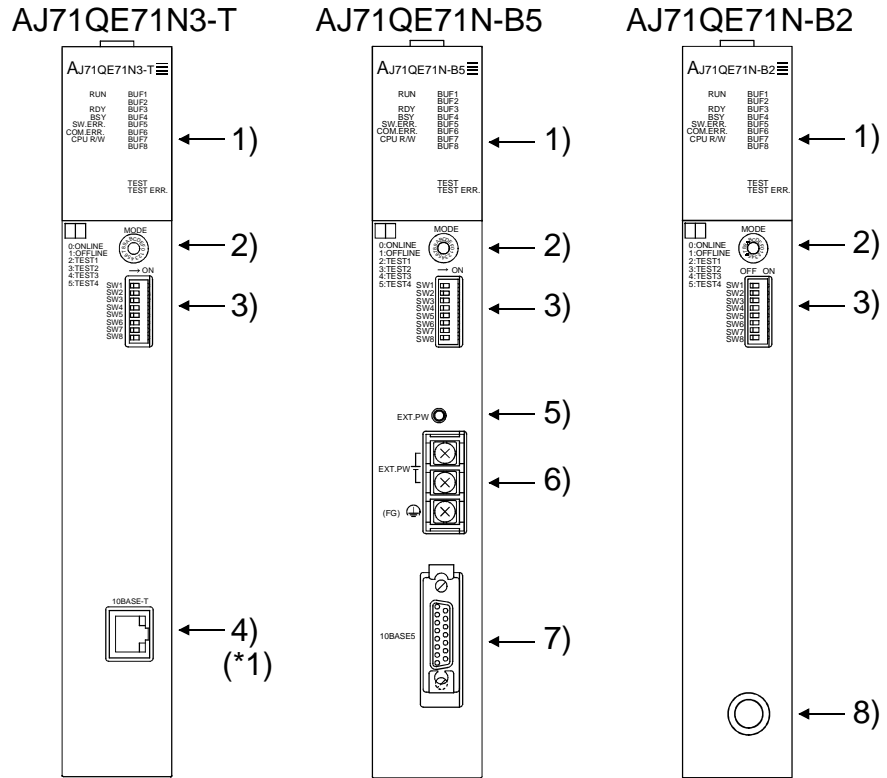 AJ71QE71N3-T
AJ71QE71N-B5
AJ71QE71N-B2
AJ71QE71N3-T
RUN BUF1
BUF2
RDY BUF3
BSY BUF4
SW.ERR. BUF5
COM.ERR. BUF6
CPU R/W BUF7
BUF8
TEST
TEST ERR.
1)
MODE
0:ONLINE
1:OFFLINE
2:TEST1
3:TEST2
4:TEST3
5:TEST4
2)
→ ON
SW1
SW2
SW3
SW4
SW5
SW6
SW7
SW8
3)
10BASE-T
4)
(*1)
AJ71QE71N-B5
RUN BUF1
BUF2
RDY BUF3
BSY BUF4
SW.ERR. BUF5
COM.ERR. BUF6
CPU R/W BUF7
BUF8
TEST
TEST ERR.
1)
MODE
0:ONLINE
1:OFFLINE
2:TEST1
3:TEST2
4:TEST3
5:TEST4
2)
→ ON
SW1
SW2
SW3
SW4
SW5
SW6
SW7
SW8
3)
EXT.PW
5)
EXT.PW
6)
(FG)
10BASE5
7)
AJ71QE71N-B2
RUN BUF1
BUF2
RDY BUF3
BSY BUF4
SW.ERR. BUF5
COM.ERR. BUF6
CPU R/W BUF7
BUF8
TEST
TEST ERR.
1)
MODE
0:ONLINE
1:OFFLINE
2:TEST1
3:TEST2
4:TEST3
5:TEST4
2)
OFF ON
SW1
SW2
SW3
SW4
SW5
SW6
SW7
SW8
3)
8)